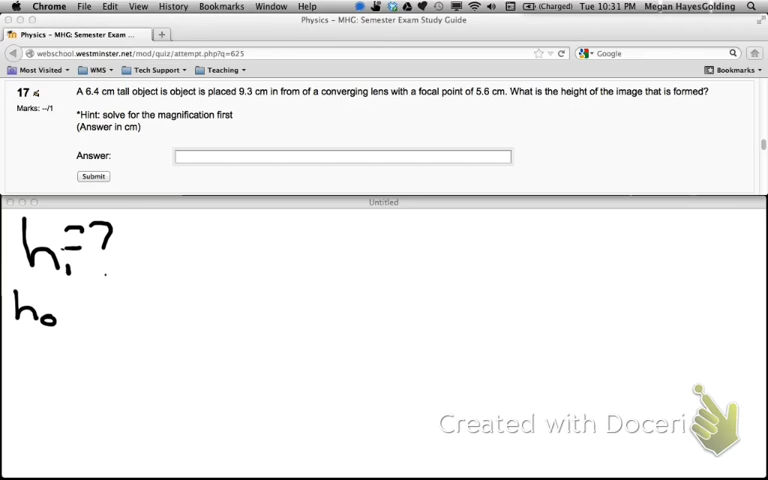 Chrome File Edit View History Bookmarks Window Help (Charged) Tue 10:31 PM Megan HayesGolding
Physics – MHG: Semester Exam Study Guide
Physics – MHG: Semester Exam ...
webschool.westminster.net/mod/quiz/attempt.php?q=625 Google
Most Visited WMS Tech Support Teaching Bookmarks
17 A 6.4 cm tall object is object is placed 9.3 cm in from of a converging lens with a focal point of 5.6 cm. What is the height of the image that is formed?
Marks: --/1
*Hint: solve for the magnification first
(Answer in cm)
Answer:
Submit
Untitled
hi = ?
ho
Created with Doceri